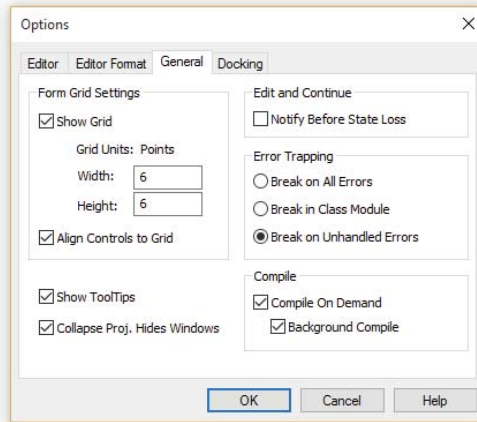 Options
Editor Editor Format General Docking
Form Grid Settings
Show Grid
Grid Units: Points
Width: 6
Height: 6
Align Controls to Grid
Show ToolTips
Collapse Proj. Hides Windows
Edit and Continue
Notify Before State Loss
Error Trapping
Break on All Errors
Break in Class Module
Break on Unhandled Errors
Compile
Compile On Demand
Background Compile
OK Cancel Help